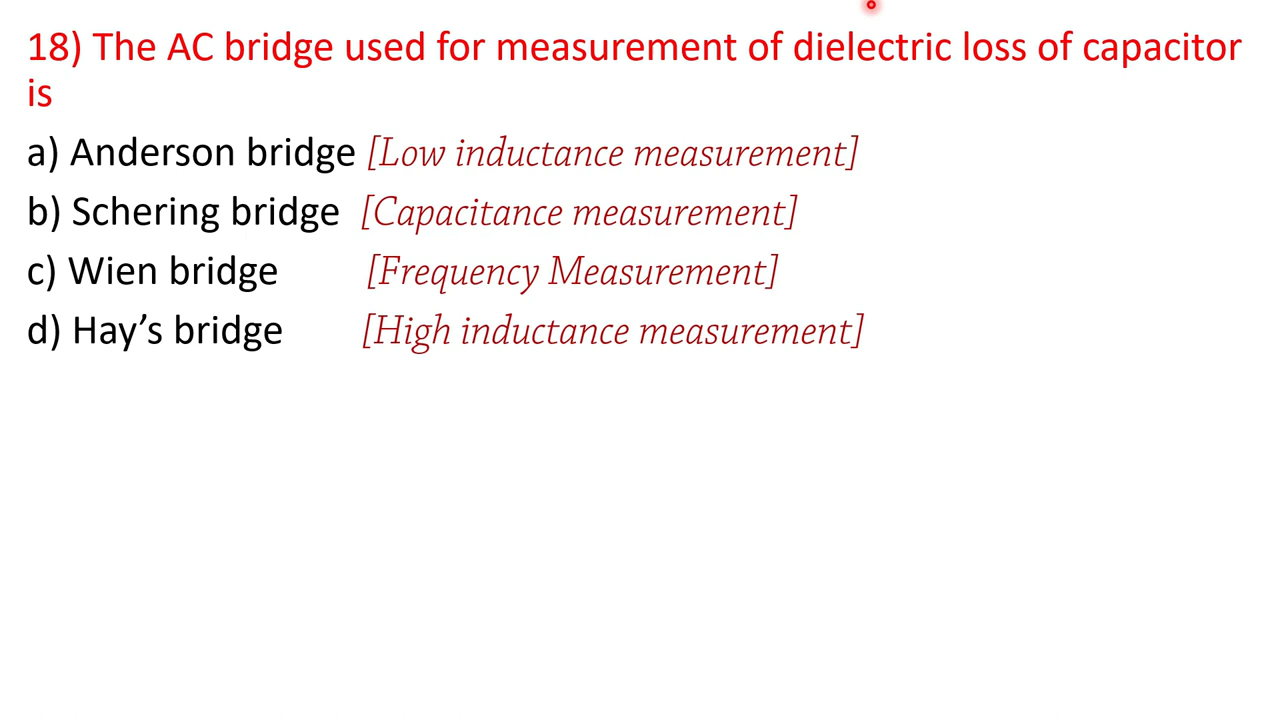 18) The AC bridge used for measurement of dielectric loss of capacitor
is
a) Anderson bridge [Low inductance measurement]
b) Schering bridge [Capacitance measurement]
c) Wien bridge [Frequency Measurement]
d) Hay’s bridge [High inductance measurement]